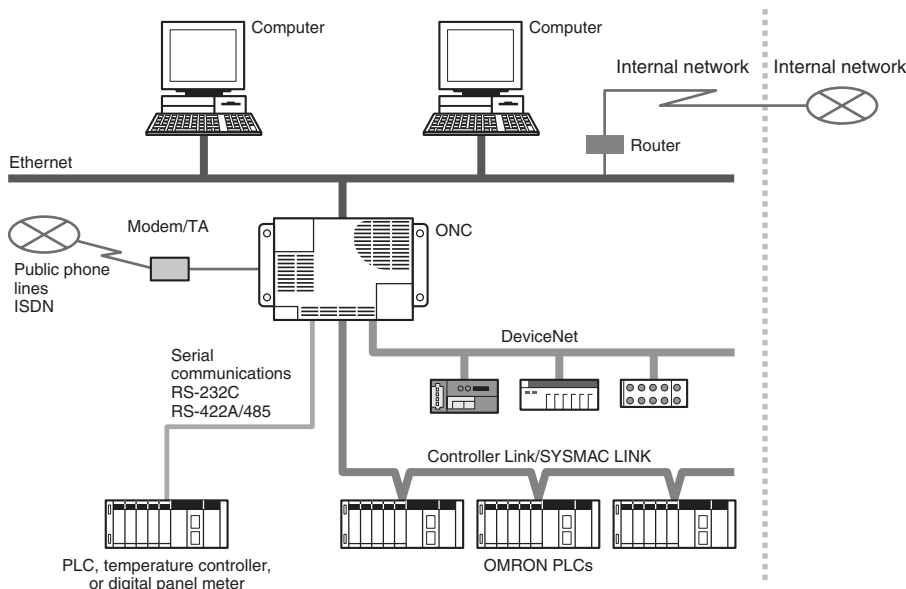 Computer
Computer
Internal network
Internal network
Router
Ethernet
Modem/TA
ONC
Public phone
lines
ISDN
DeviceNet
Serial
communications
RS-232C
RS-422A/485
Controller Link/SYSMAC LINK
PLC, temperature controller,
or digital panel meter
OMRON PLCs